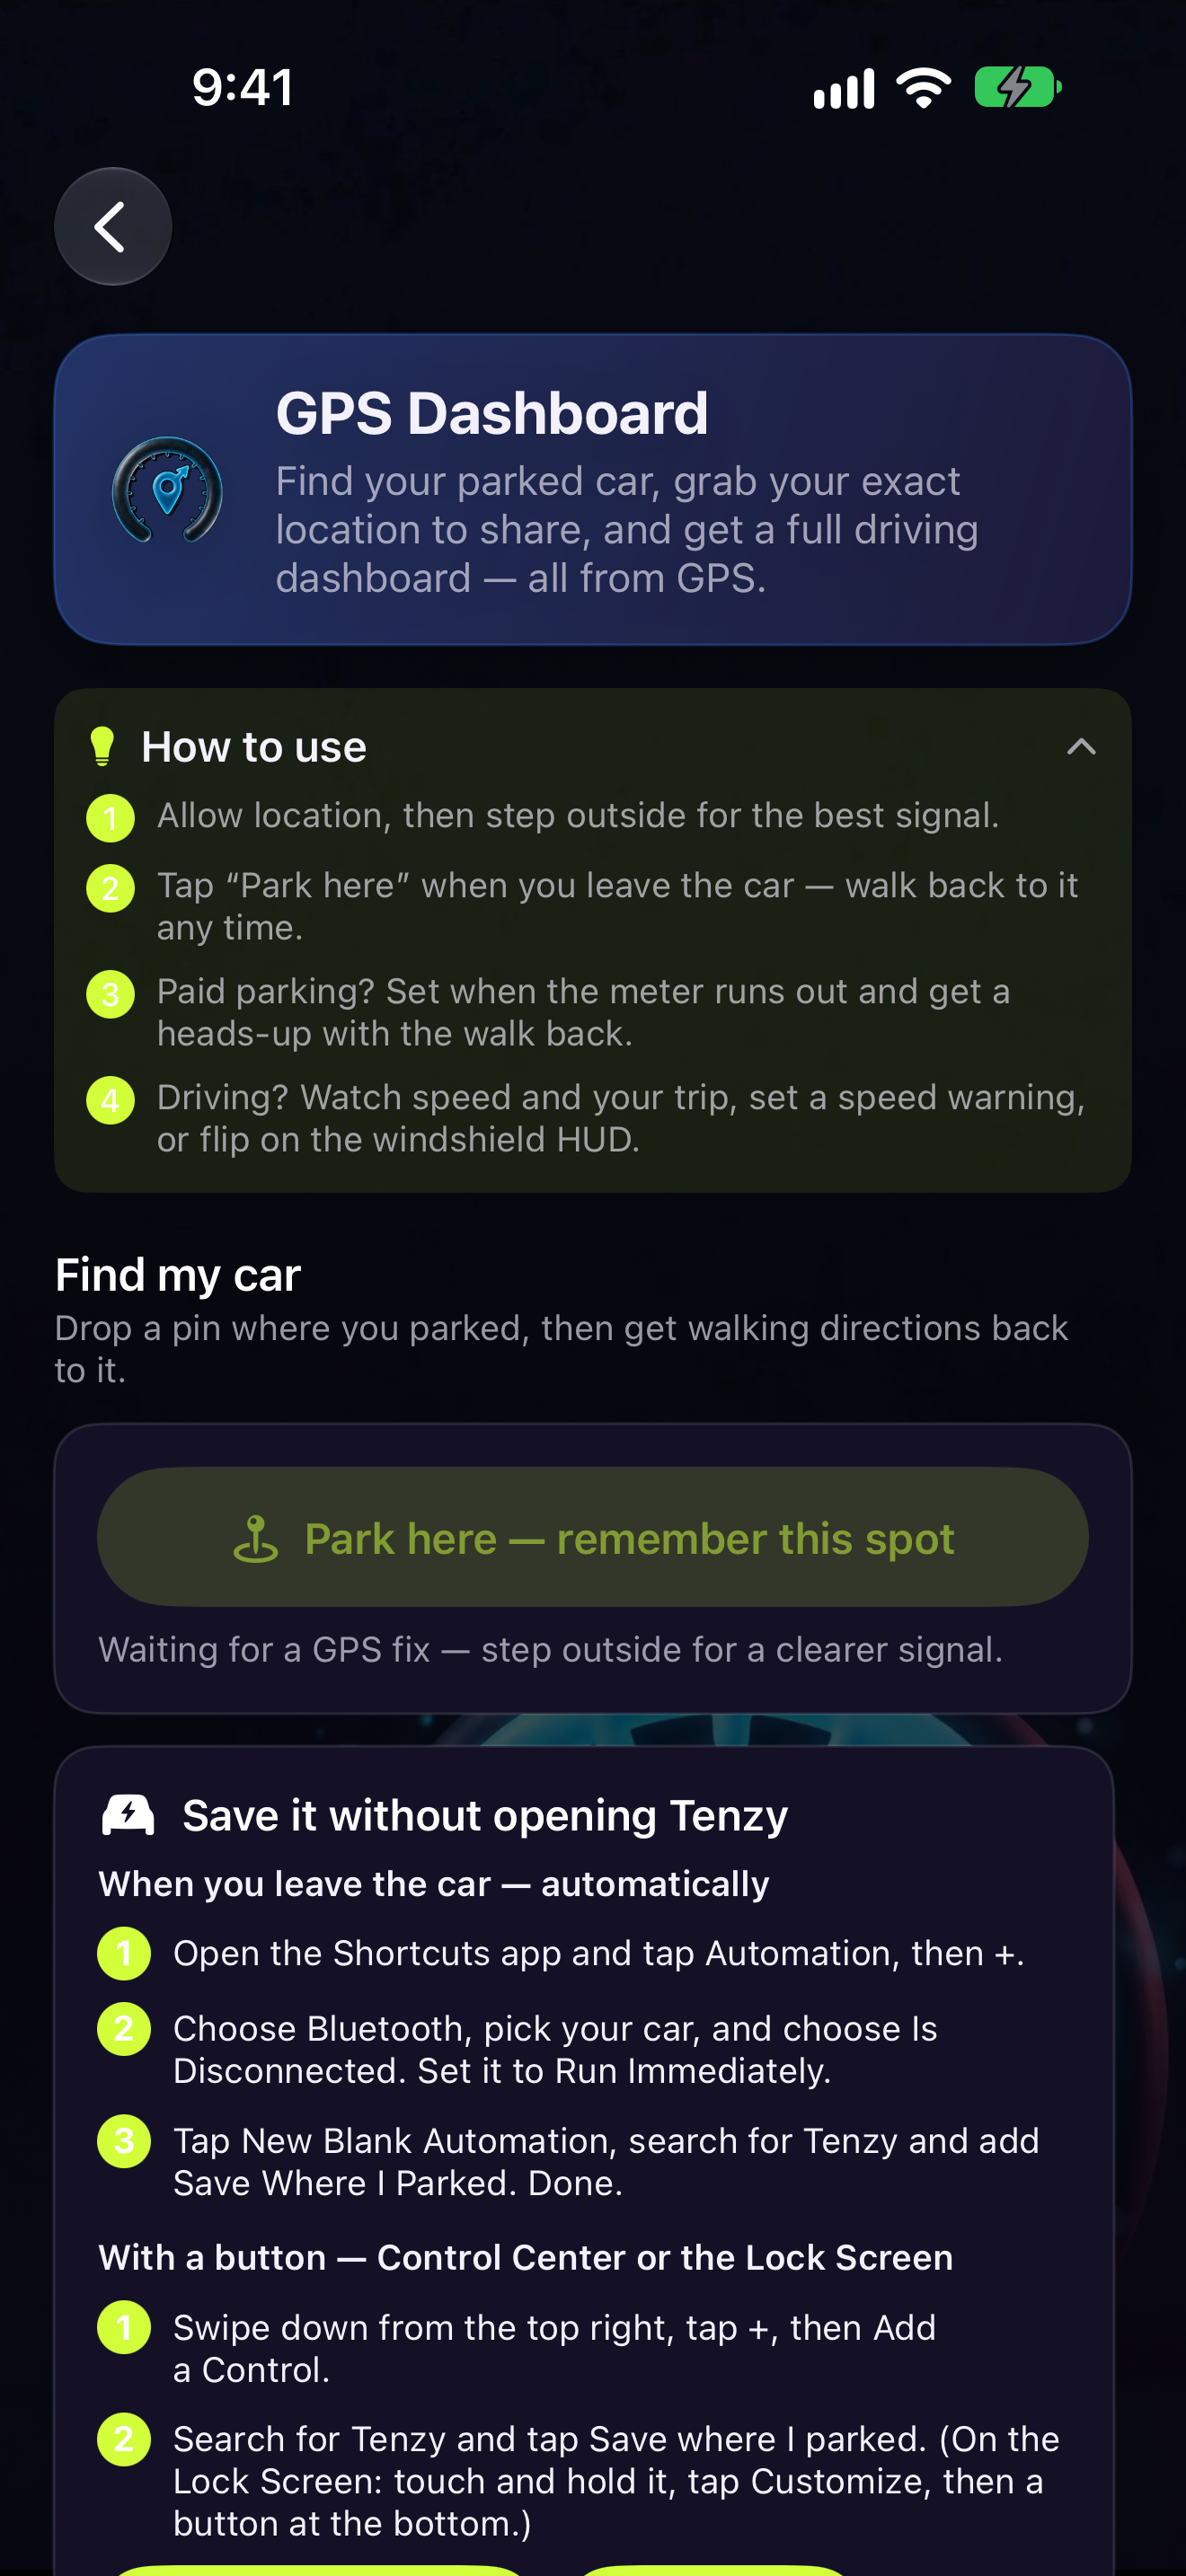 9:41
GPS Dashboard
Find your parked car, grab your exact
location to share, and get a full driving
dashboard — all from GPS.
How to use
1 Allow location, then step outside for the best signal.
2 Tap “Park here” when you leave the car — walk back to it
any time.
3 Paid parking? Set when the meter runs out and get a
heads-up with the walk back.
4 Driving? Watch speed and your trip, set a speed warning,
or flip on the windshield HUD.
Find my car
Drop a pin where you parked, then get walking directions back
to it.
Park here — remember this spot
Waiting for a GPS fix — step outside for a clearer signal.
Save it without opening Tenzy
When you leave the car — automatically
1 Open the Shortcuts app and tap Automation, then +.
2 Choose Bluetooth, pick your car, and choose Is
Disconnected. Set it to Run Immediately.
3 Tap New Blank Automation, search for Tenzy and add
Save Where I Parked. Done.
With a button — Control Center or the Lock Screen
1 Swipe down from the top right, tap +, then Add
a Control.
2 Search for Tenzy and tap Save where I parked. (On the
Lock Screen: touch and hold it, tap Customize, then a
button at the bottom.)